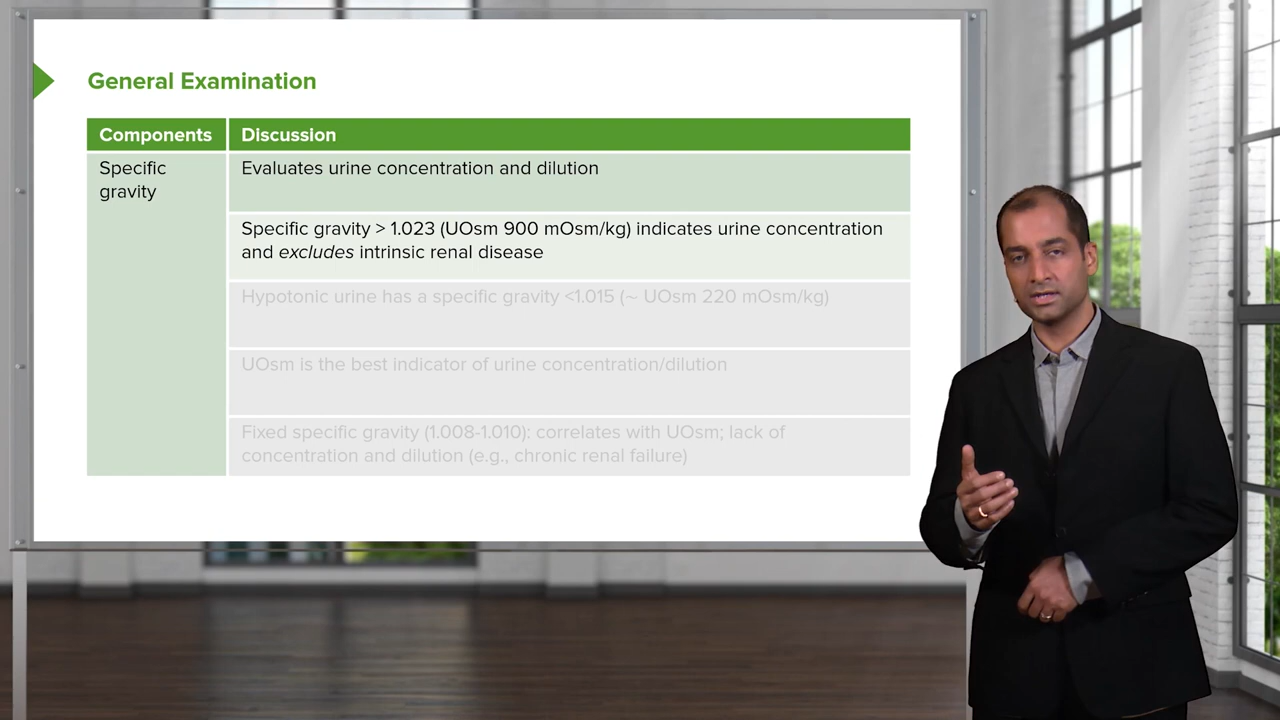 General Examination
Components
Discussion
Specific
gravity
Evaluates urine concentration and dilution
Specific gravity > 1.023 (UOsm 900 mOsm/kg) indicates urine concentration
and excludes intrinsic renal disease
Hypotonic urine has a specific gravity <1.015 (~ UOsm 220 mOsm/kg)
UOsm is the best indicator of urine concentration/dilution
Fixed specific gravity (1.008-1.010): correlates with UOsm; lack of
concentration and dilution (e.g., chronic renal failure)